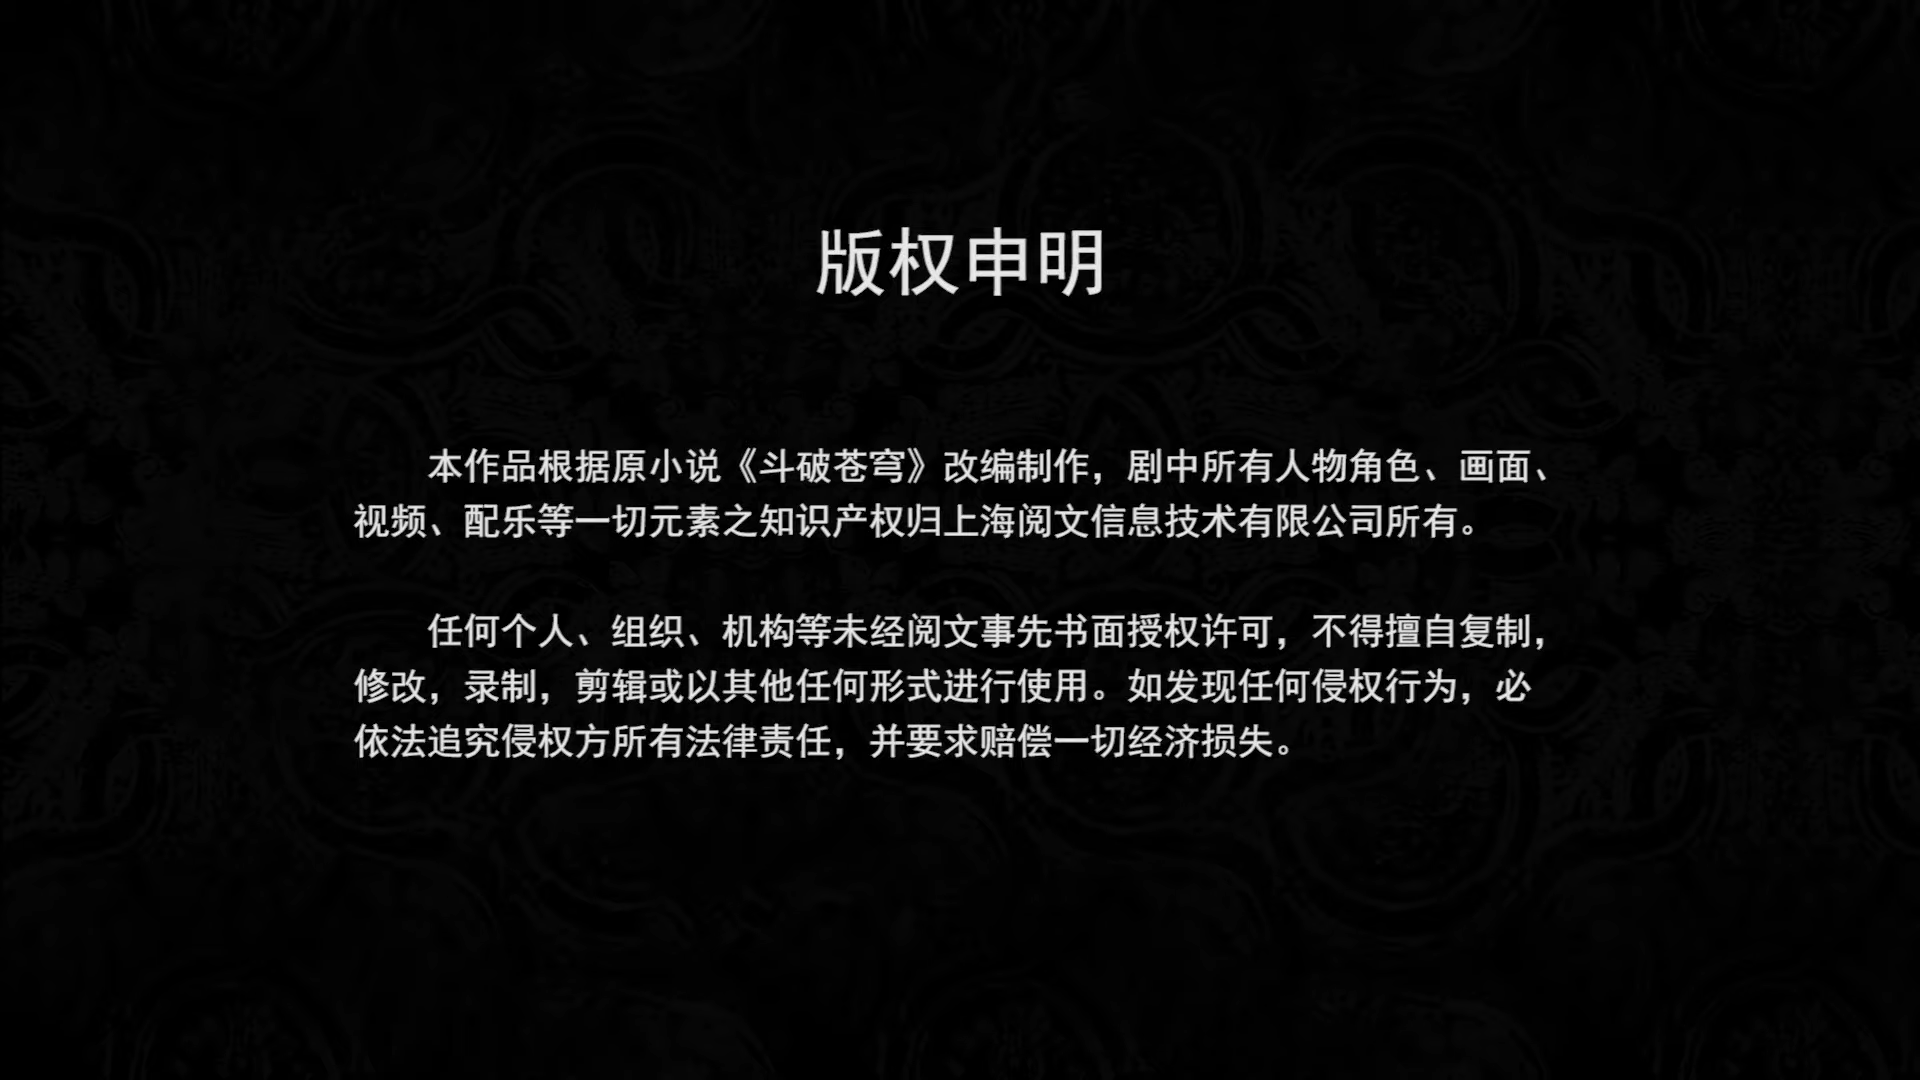 版权申明
本作品根据原小说《斗破苍穹》改编制作，剧中所有人物角色、画面、
视频、配乐等一切元素之知识产权归上海阅文信息技术有限公司所有。
任何个人、组织、机构等未经阅文事先书面授权许可，不得擅自复制，
修改，录制，剪辑或以其他任何形式进行使用。如发现任何侵权行为，必
依法追究侵权方所有法律责任，并要求赔偿一切经济损失。